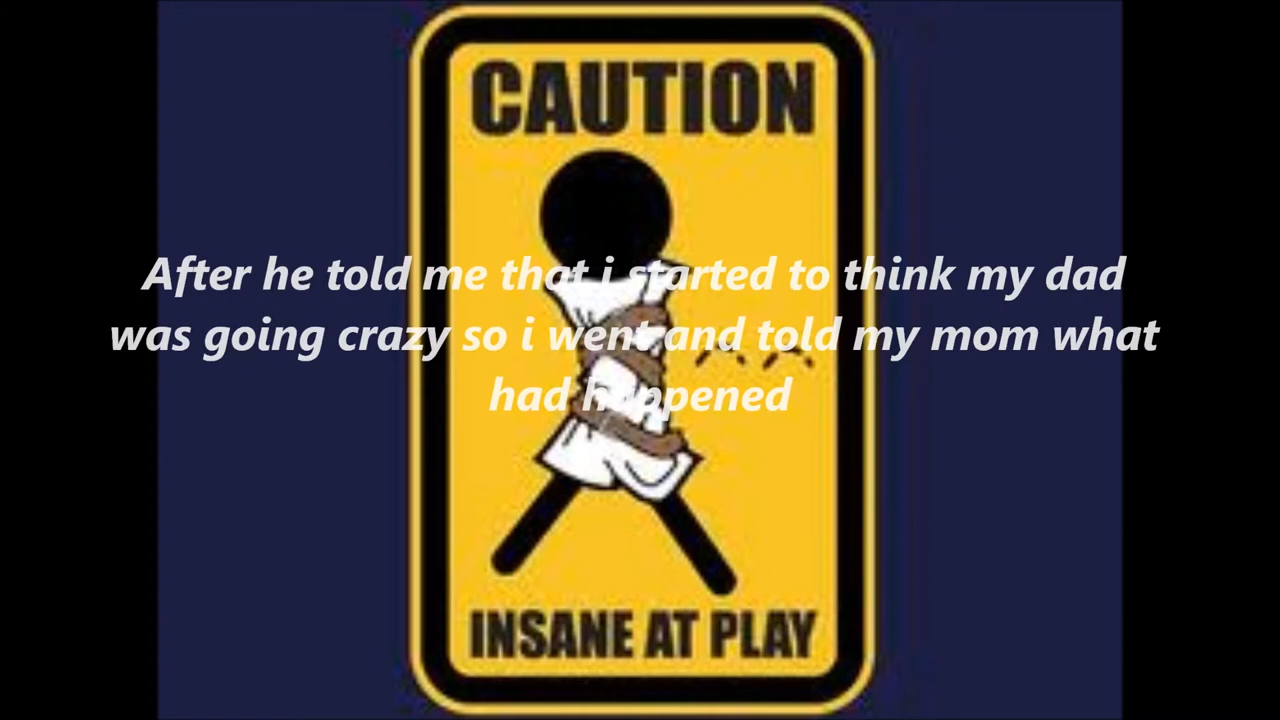 CAUTION
After he told me that i started to think my dad
was going crazy so i went and told my mom what
had happened
INSANE AT PLAY